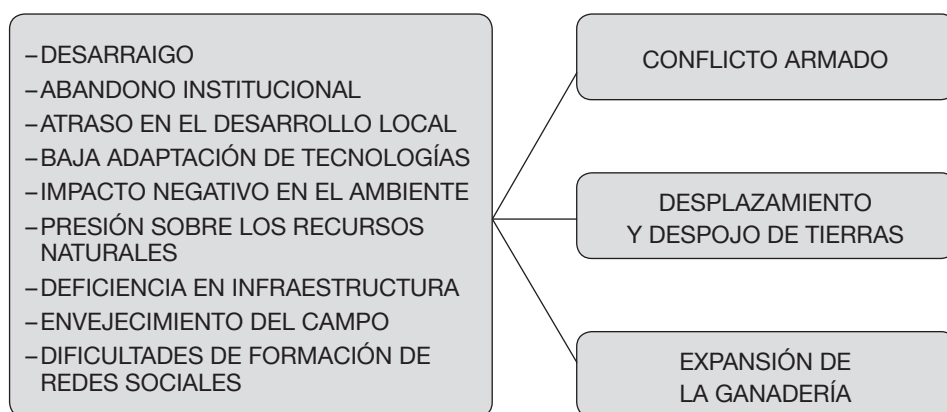 –DESARRAIGO
–ABANDONO INSTITUCIONAL
–ATRASO EN EL DESARROLLO LOCAL
–BAJA ADAPTACIÓN DE TECNOLOGÍAS
–IMPACTO NEGATIVO EN EL AMBIENTE
–PRESIÓN SOBRE LOS RECURSOS
NATURALES
–DEFICIENCIA EN INFRAESTRUCTURA
–ENVEJECIMIENTO DEL CAMPO
–DIFICULTADES DE FORMACIÓN DE
REDES SOCIALES
CONFLICTO ARMADO
DESPLAZAMIENTO
Y DESPOJO DE TIERRAS
EXPANSIÓN DE
LA GANADERÍA